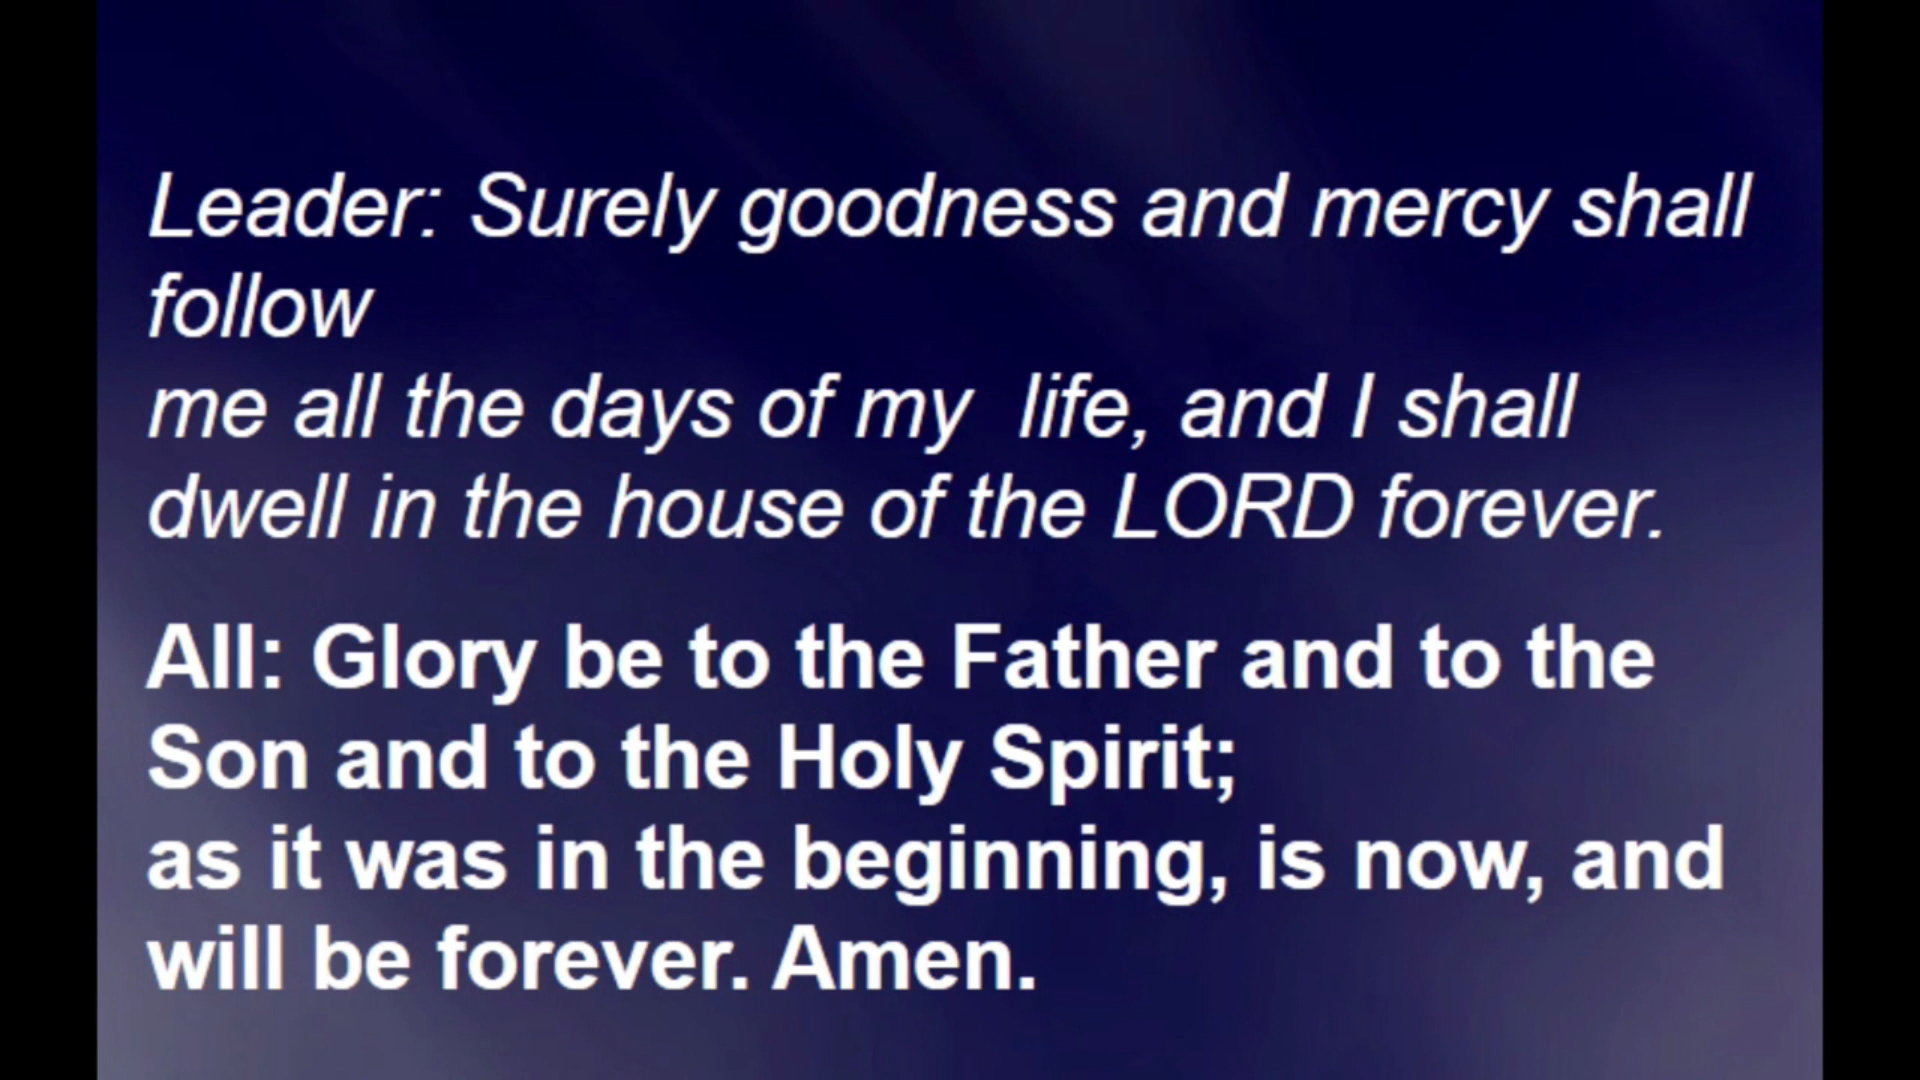 Leader: Surely goodness and mercy shall
follow
me all the days of my  life, and I shall
dwell in the house of the LORD forever.
All: Glory be to the Father and to the
Son and to the Holy Spirit;
as it was in the beginning, is now, and
will be forever. Amen.